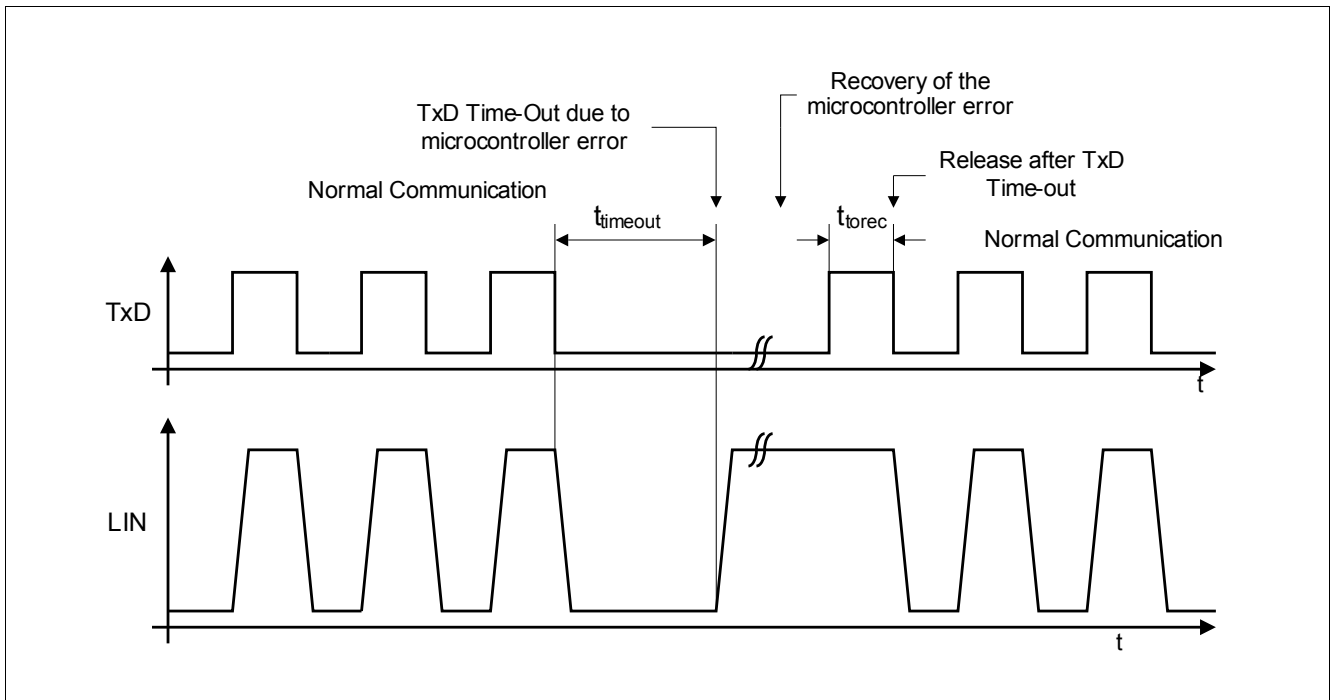 Recovery of the
microcontroller error
TxD Time-Out due to
microcontroller error
Release after TxD
Time-out
Normal Communication
ttimeout
ttorec
Normal Communication
TxD
t
LIN
t